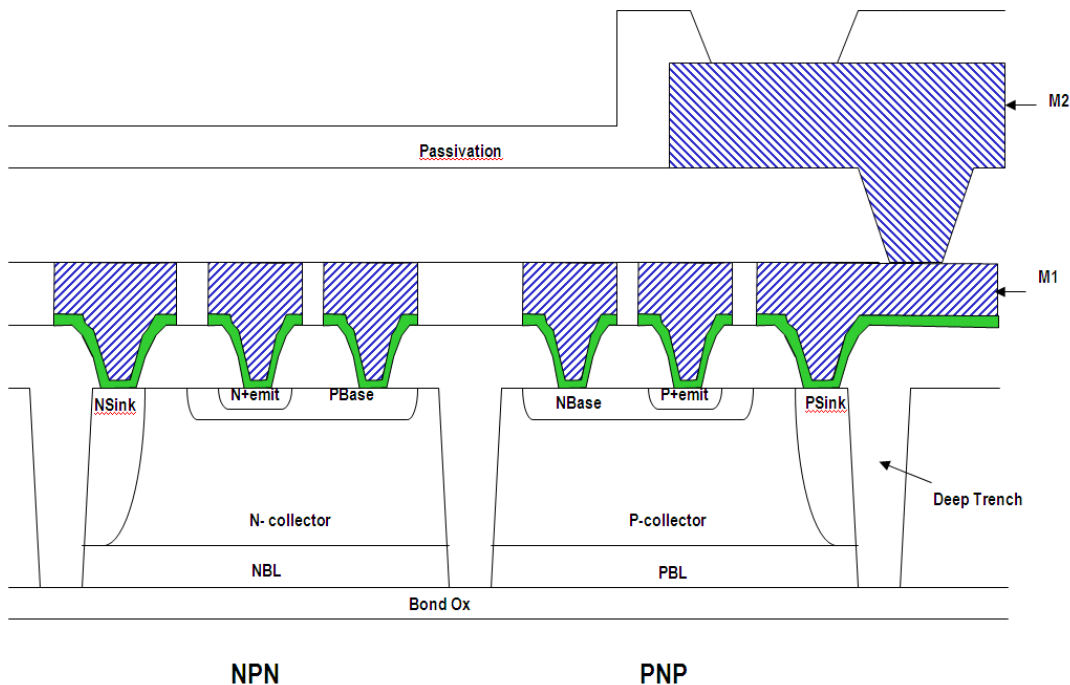 M2
Passivation
M1
NSink
N+emit
PBase
NBase
P+emit
PSink
Deep Trench
N- collector
P-collector
NBL
PBL
Bond Ox
NPN
PNP